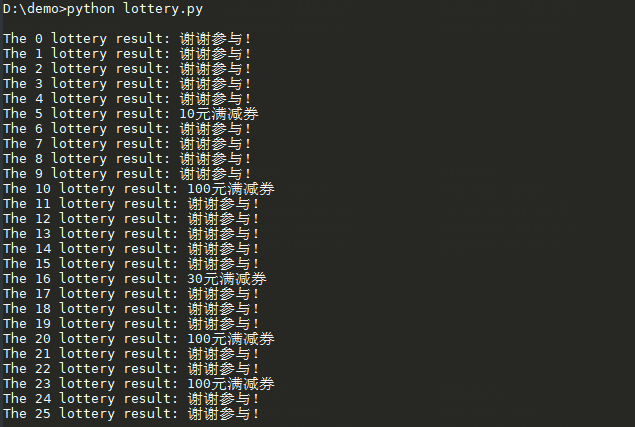 D:\demo>python lottery.py
The 0 lottery result: 谢谢参与!
The 1 lottery result: 谢谢参与!
The 2 lottery result: 谢谢参与!
The 3 lottery result: 谢谢参与!
The 4 lottery result: 谢谢参与!
The 5 lottery result: 10元满减券
The 6 lottery result: 谢谢参与!
The 7 lottery result: 谢谢参与!
The 8 lottery result: 谢谢参与!
The 9 lottery result: 谢谢参与!
The 10 lottery result: 100元满减券
The 11 lottery result: 谢谢参与!
The 12 lottery result: 谢谢参与!
The 13 lottery result: 谢谢参与!
The 14 lottery result: 谢谢参与!
The 15 lottery result: 谢谢参与!
The 16 lottery result: 30元满减券
The 17 lottery result: 谢谢参与!
The 18 lottery result: 谢谢参与!
The 19 lottery result: 谢谢参与!
The 20 lottery result: 100元满减券
The 21 lottery result: 谢谢参与!
The 22 lottery result: 谢谢参与!
The 23 lottery result: 100元满减券
The 24 lottery result: 谢谢参与!
The 25 lottery result: 谢谢参与!